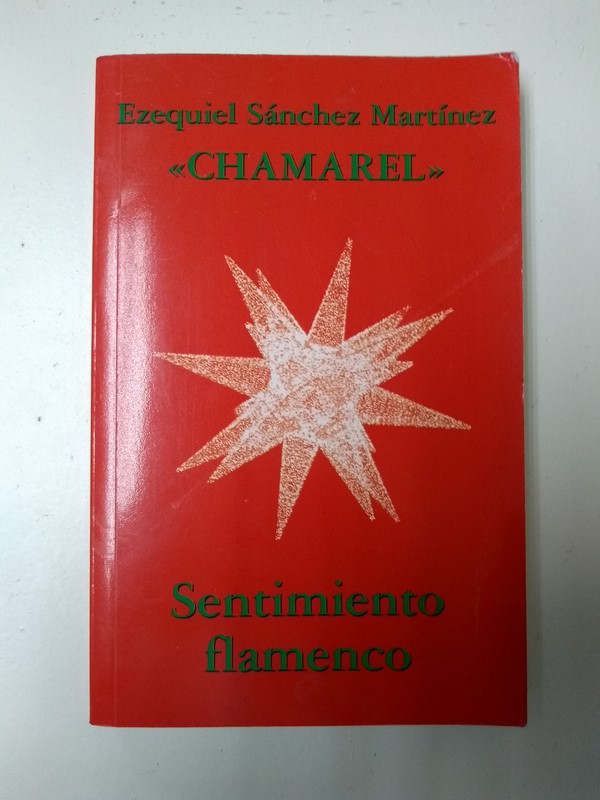 Ezequiel Sánchez Martínez
«CHAMAREL»
Sentimiento
flamenco